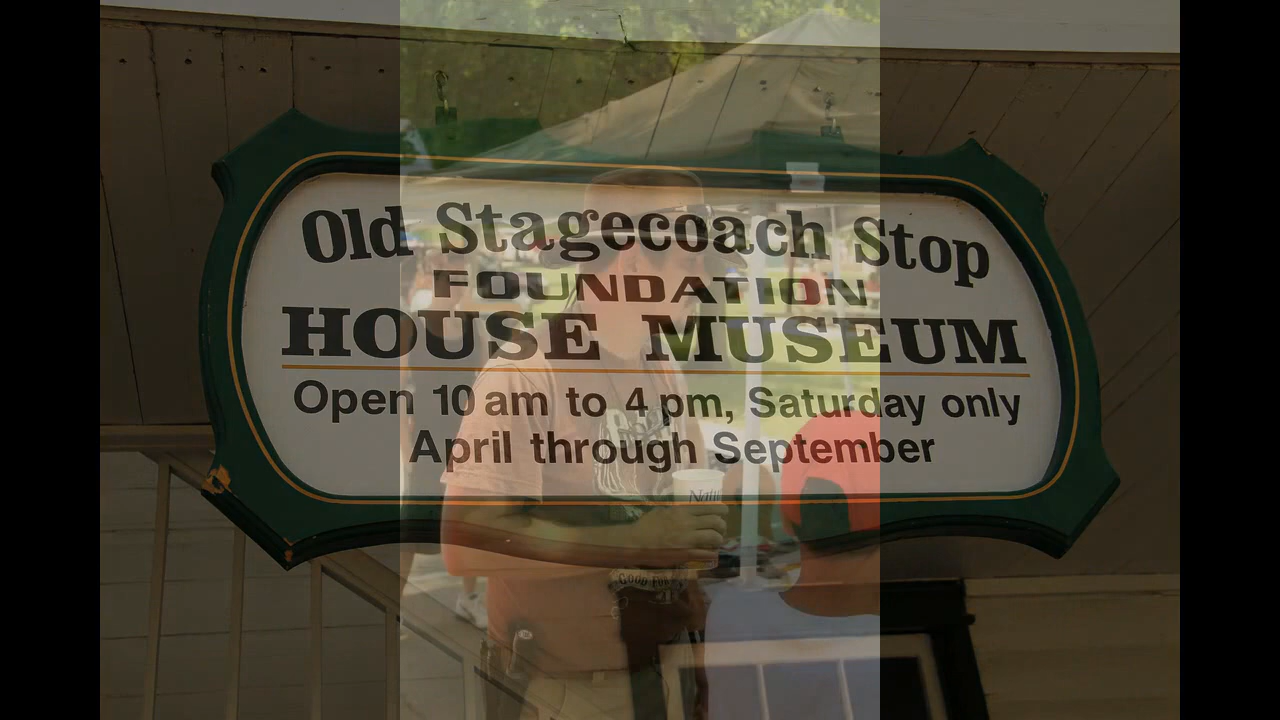 Old Stagecoach Stop
FOUNDATION
HOUSE MUSEUM
Open 10 am to 4 pm, Saturday only
April through September